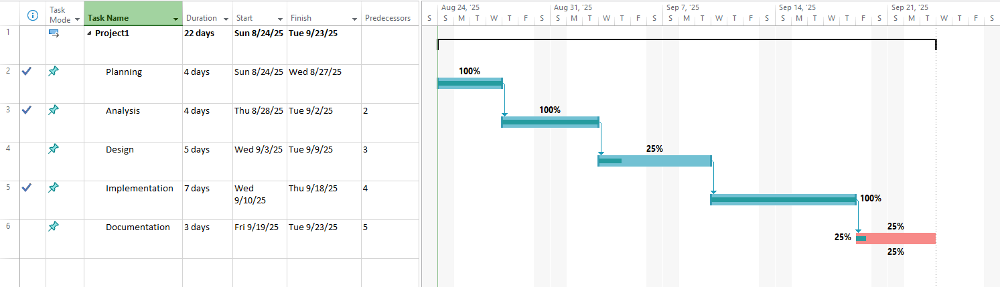 Task Mode Task Name Duration Start Finish Predecessors
Aug 24, '25 Aug 31, '25 Sep 7, '25 Sep 14, '25 Sep 21, '25
S S M T W T F S S M T W T F S S M T W T F S S M T W T F S S M T W T F S
1 Project1 22 days Sun 8/24/25 Tue 9/23/25
2 Planning 4 days Sun 8/24/25 Wed 8/27/25
100%
3 Analysis 4 days Thu 8/28/25 Tue 9/2/25 2
100%
4 Design 5 days Wed 9/3/25 Tue 9/9/25 3
25%
5 Implementation 7 days Wed 9/10/25 Thu 9/18/25 4
100%
6 Documentation 3 days Fri 9/19/25 Tue 9/23/25 5
25%
25%
25%